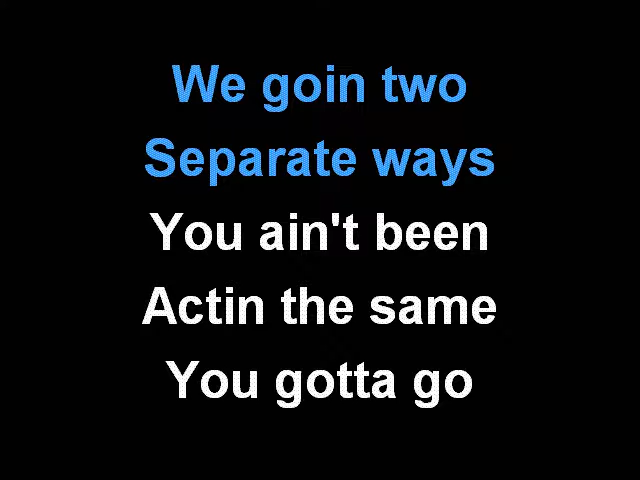 We goin two
Separate ways
You ain't been
Actin the same
You gotta go